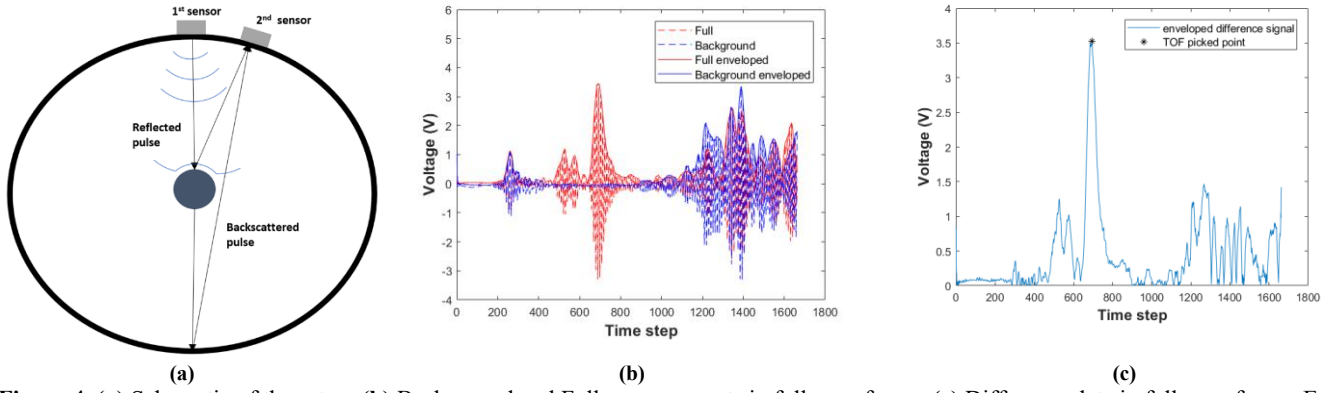 1st sensor
2nd sensor
Reflected
pulse
Backscattered
pulse
(a)
6
5
4
3
2
1
0
-1
-2
-3
-4
Voltage (V)
0 200 400 600 800 1000 1200 1400 1600 1800
Time step
Full
Background
Full enveloped
Background enveloped
(b)
4
3.5
3
2.5
2
1.5
1
0.5
0
Voltage (V)
0 200 400 600 800 1000 1200 1400 1600 1800
Time step
enveloped difference signal
TOF picked point
(c)